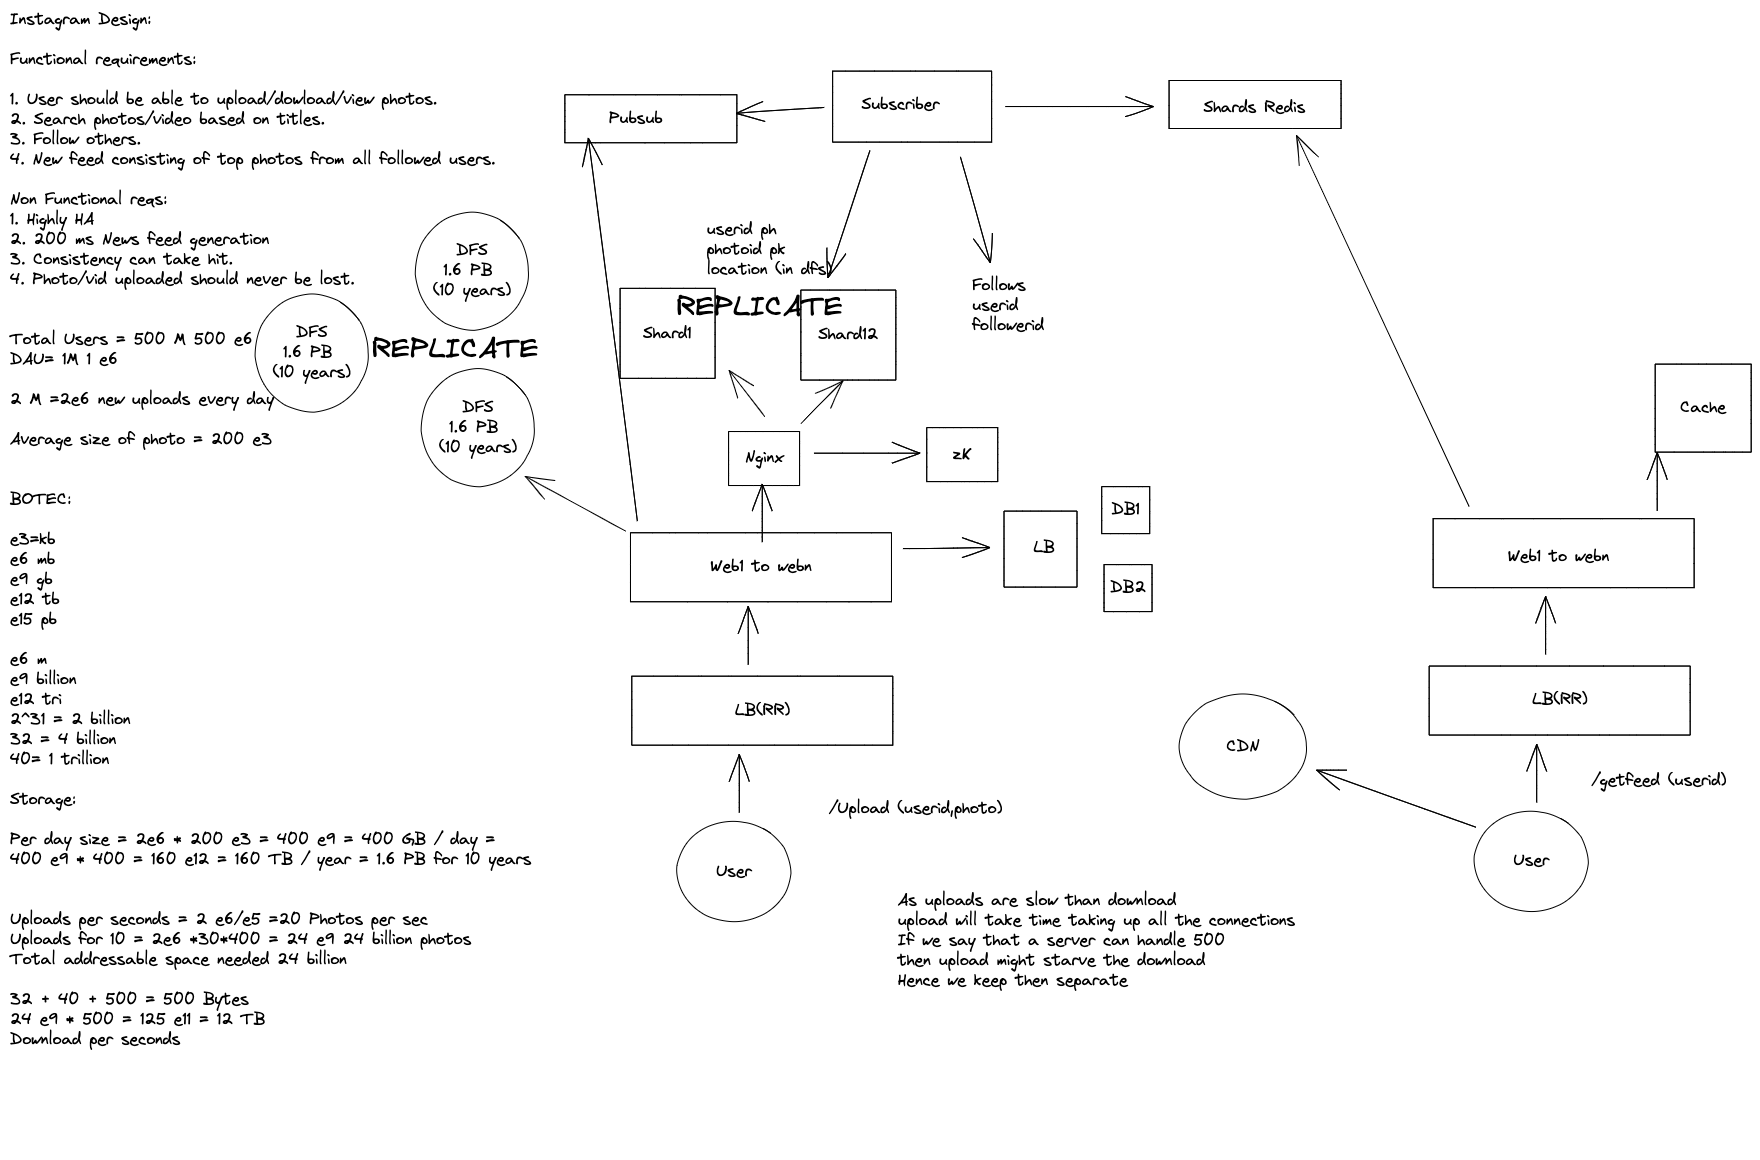 Instagram Design:
Functional requirements:
1. User should be able to upload/dowload/view photos.
2. Search photos/video based on titles.
3. Follow others.
4. New feed consisting of top photos from all followed users.
Non Functional reqs:
1. Highly HA
2. 200 ms News feed generation
3. Consistency can take hit.
4. Photo/vid uploaded should never be lost.
Total Users = 500 M 500 e6
DAU= 1M 1 e6
2 M =2e6 new uploads every day
Average size of photo = 200 e3
BOTEC:
e3=kb
e6 mb
e9 gb
e12 tb
e15 pb
e6 m
e9 billion
e12 tri
2^31 = 2 billion
32 = 4 billion
40= 1 trillion
Storage:
Per day size = 2e6 * 200 e3 = 400 e9 = 400 GB / day =
400 e9 * 400 = 160 e12 = 160 TB / year = 1.6 PB for 10 years
Uploads per seconds = 2 e6/e5 =20 Photos per sec
Uploads for 10 = 2e6 *30*400 = 24 e9 24 billion photos
Total addressable space needed 24 billion
32 + 40 + 500 = 500 Bytes
24 e9 * 500 = 125 e11 = 12 TB
Download per seconds
DFS
1.6 PB
(10 years)
DFS
1.6 PB
(10 years)
REPLICATE
DFS
1.6 PB
(10 years)
Pubsub
Subscriber
Shards Redis
userid ph
photoid pk
location (in dfs)
REPLICATE
Shard1
Shard12
Follows
userid
followerid
Nginx
zK
Web1 to webn
LB
DB1
DB2
LB(RR)
/Upload (userid,photo)
User
As uploads are slow than download
upload will take time taking up all the connections
If we say that a server can handle 500
then upload might starve the download
Hence we keep then separate
Cache
Web1 to webn
LB(RR)
CDN
/getfeed (userid)
User